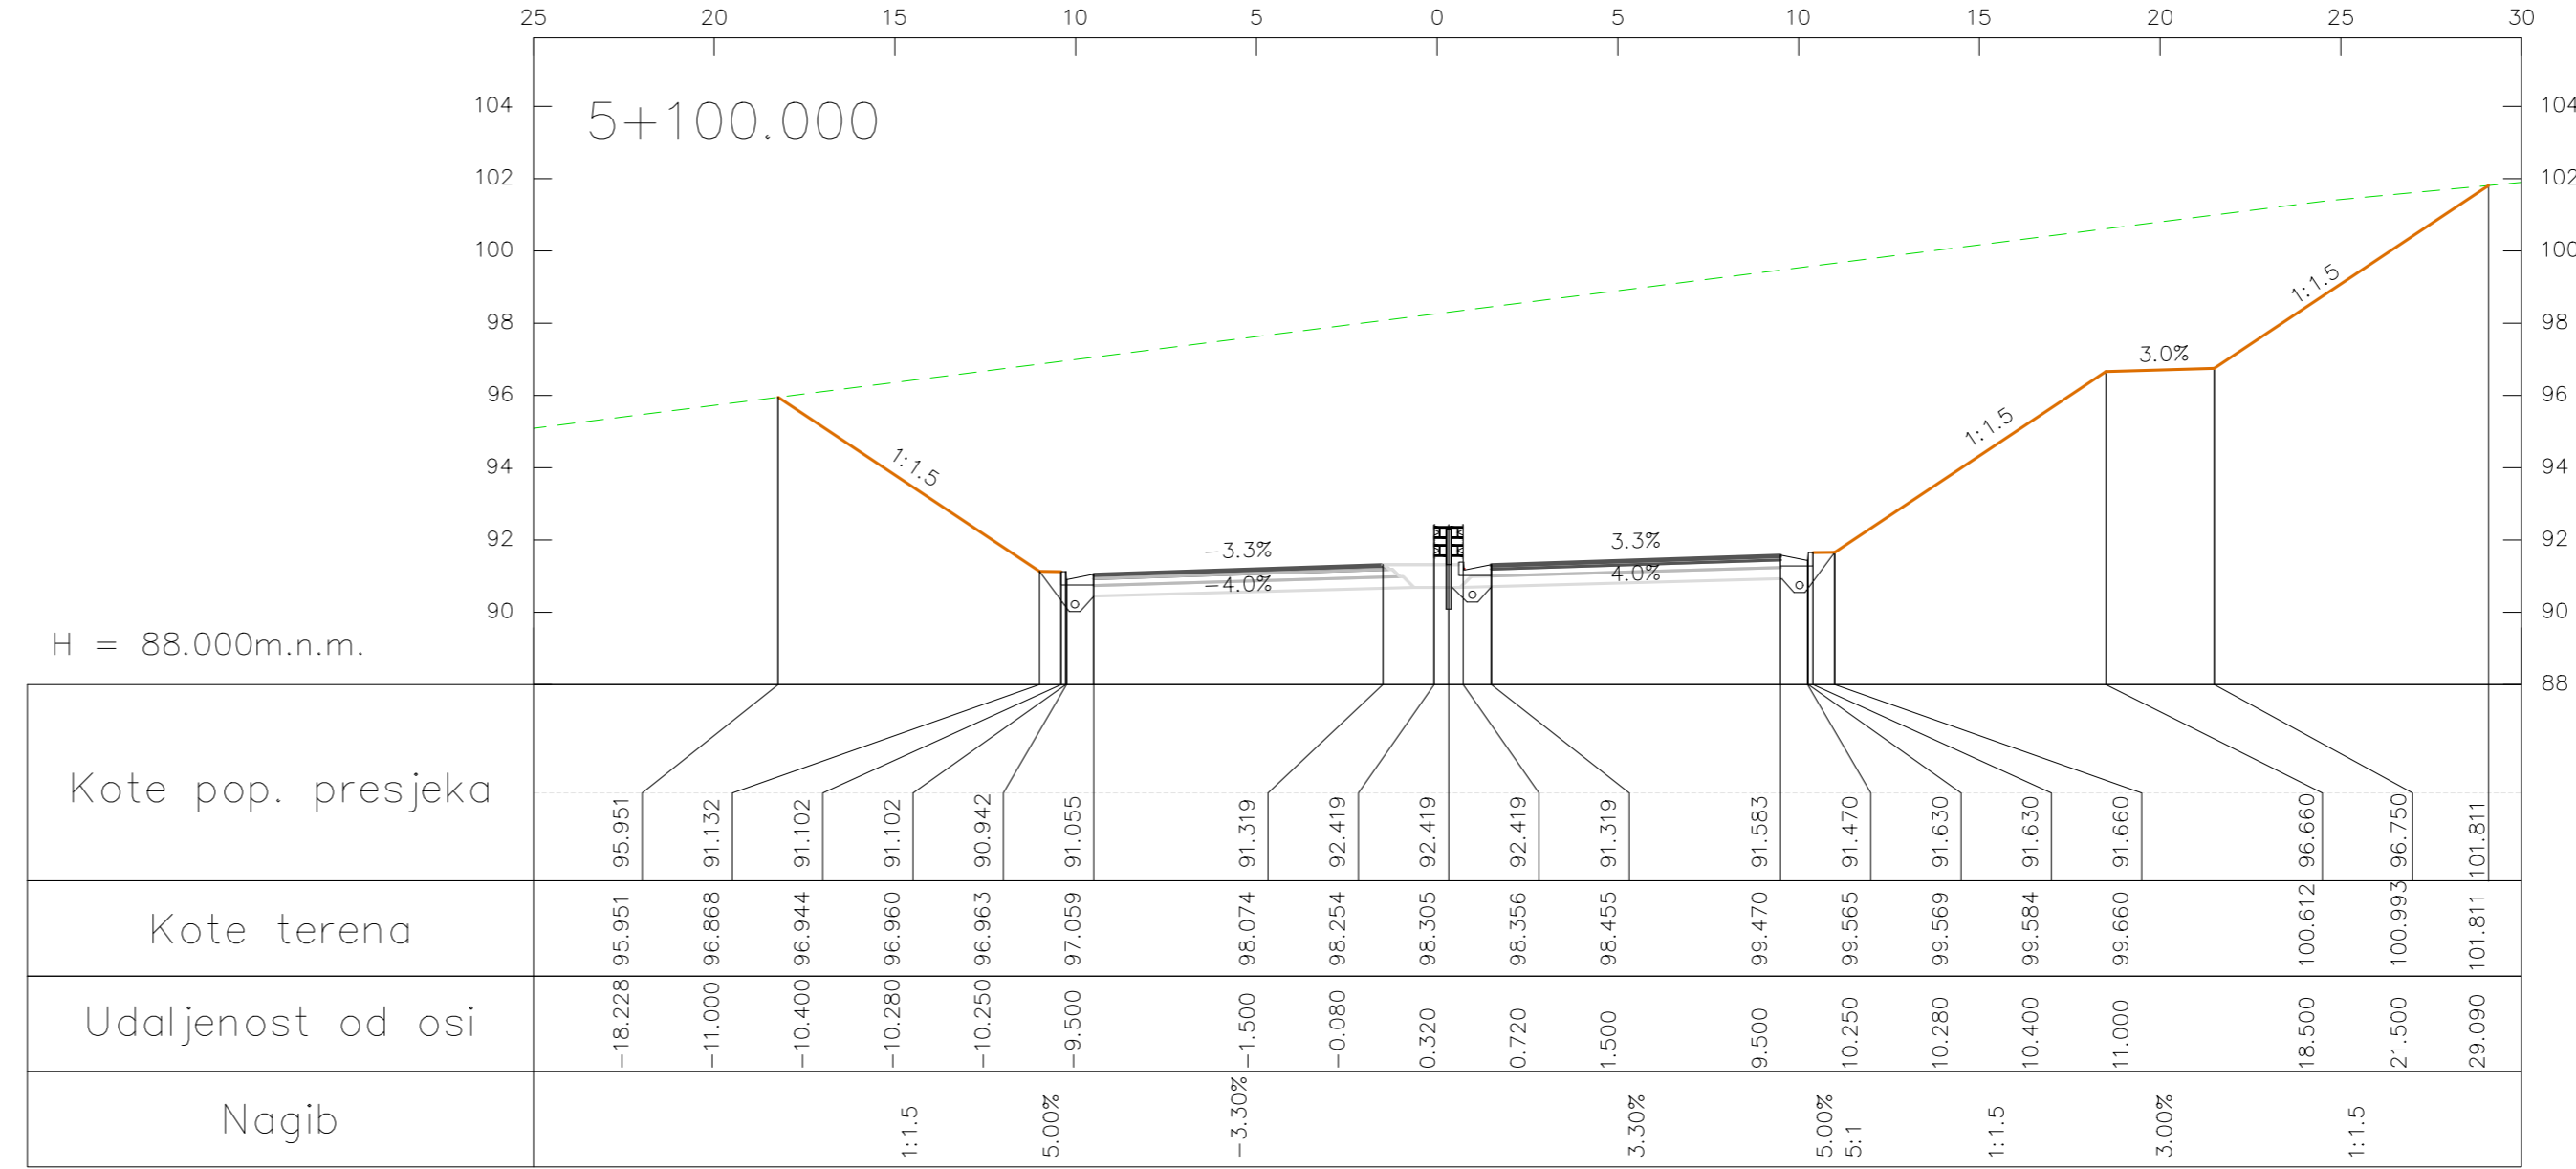 25 20 15 10 5 0 5 10 15 20 25 30
5+100.000
104 104
102 102
100 100
98 98
96 96
94 94
92 92
90 90
88
1:1.5
-3.3%
-4.0%
3.3%
4.0%
1:1.5
3.0%
1:1.5
H = 88.000m.n.m.
Kote pop. presjeka
95.951 91.132 91.102 91.102 90.942 91.055 91.319 92.419 92.419 92.419 91.319 91.583 91.470 91.630 91.630 91.660 96.660 96.750 101.811
Kote terena
95.951 96.868 96.944 96.960 96.963 97.059 98.074 98.254 98.305 98.356 98.455 99.470 99.565 99.569 99.584 99.660 100.612 100.993 101.811
Udaljenost od osi
-18.228 -11.000 -10.400 -10.280 -10.250 -9.500 -1.500 -0.080 0.320 0.720 1.500 9.500 10.250 10.280 10.400 11.000 18.500 21.500 29.090
Nagib
1:1.5 5.00% -3.30% 3.30% 5.00% 5:1 1:1.5 3.00% 1:1.5